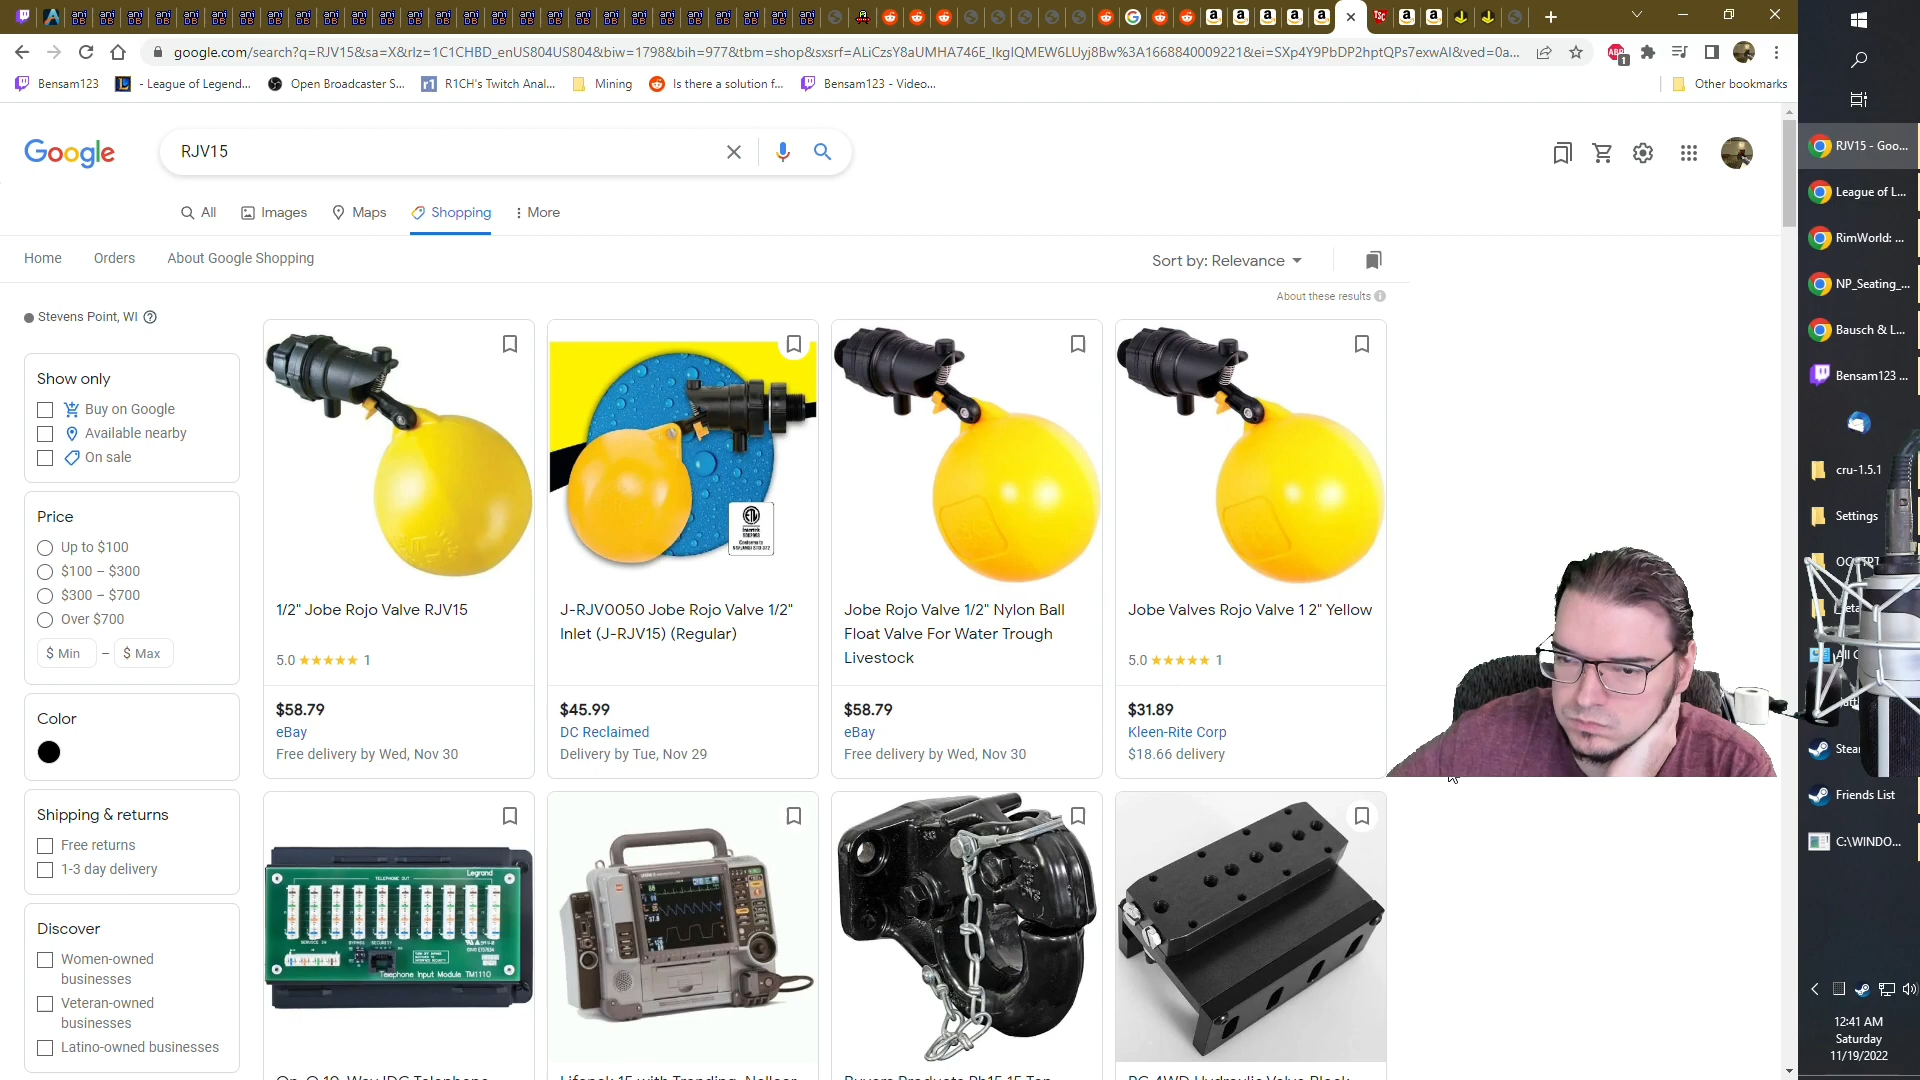 google.com/search?q=RJV15&sa=X&rlz=1C1CHBD_enUS804US804&biw=1798&bih=977&tbm=shop&sxsrf=ALiCzsY8aUMHA746E_IkgIQMEW6LUyj8Bw%3A1668840009221&ei=SXp4Y9PbDP2hptQPs7exwAI&ved=0a...
Bensam123
- League of Legend...
Open Broadcaster S...
R1CH's Twitch Anal...
Mining
Is there a solution f...
Bensam123 - Video...
Other bookmarks
Google
RJV15
All
Images
Maps
Shopping
More
Home
Orders
About Google Shopping
Sort by: Relevance
About these results
Stevens Point, WI
Show only
Buy on Google
Available nearby
On sale
Price
Up to $100
$100 – $300
$300 – $700
Over $700
$ Min – $ Max
Color
Shipping & returns
Free returns
1-3 day delivery
Discover
Women-owned
businesses
Veteran-owned
businesses
Latino-owned businesses
1/2" Jobe Rojo Valve RJV15
5.0 ★★★★★ 1
$58.79
eBay
Free delivery by Wed, Nov 30
J-RJV0050 Jobe Rojo Valve 1/2"
Inlet (J-RJV15) (Regular)
$45.99
DC Reclaimed
Delivery by Tue, Nov 29
Jobe Rojo Valve 1/2" Nylon Ball
Float Valve For Water Trough
Livestock
$58.79
eBay
Free delivery by Wed, Nov 30
Jobe Valves Rojo Valve 1 2" Yellow
5.0 ★★★★★ 1
$31.89
Kleen-Rite Corp
$18.66 delivery
TELEPHONE OUT
Legrand
Telephone Input Module TM1110
RJV15 - Goo...
League of L...
RimWorld: ...
NP_Seating_...
Bausch & L...
Bensam123 ...
cru-1.5.1
Settings
Friends List
C:\WINDO...
12:41 AM
Saturday
11/19/2022